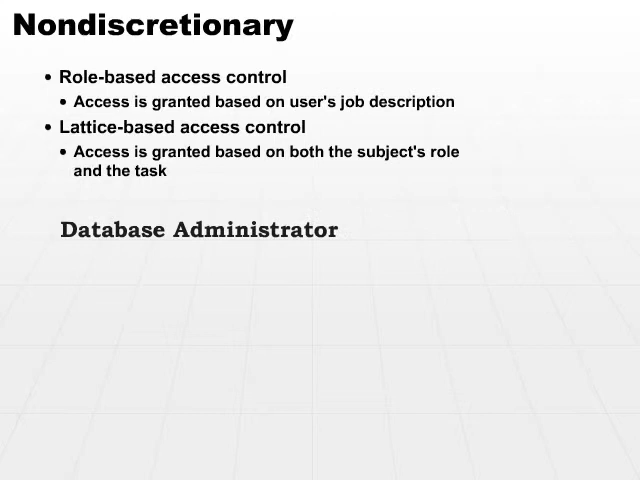 Nondiscretionary
• Role-based access control
• Access is granted based on user's job description
• Lattice-based access control
• Access is granted based on both the subject's role
and the task
Database Administrator